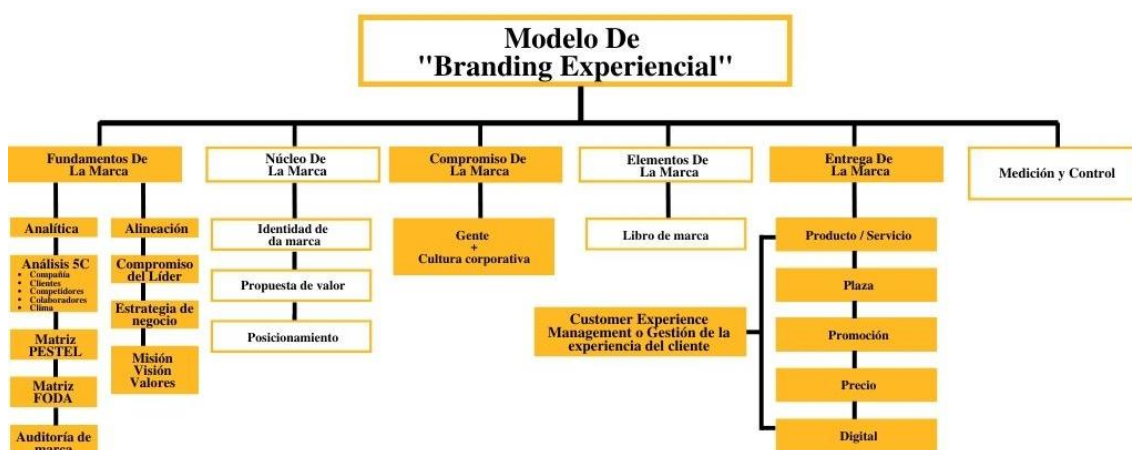 Modelo De
"Branding Experiencial"
Fundamentos De
La Marca
Núcleo De
La Marca
Compromiso De
La Marca
Elementos De
La Marca
Entrega De
La Marca
Medición y Control
Analítica
Análisis 5C
• Compañía
• Clientes
• Competidores
• Colaboradores
• Clima
Matriz
PESTEL
Matriz
FODA
Auditoría de
marca
Alineación
Compromiso
del Líder
Estrategia de
negocio
Misión
Visión
Valores
Identidad de
da marca
Propuesta de valor
Posicionamiento
Gente
+
Cultura corporativa
Libro de marca
Customer Experience
Management o Gestión de la
experiencia del cliente
Producto / Servicio
Plaza
Promoción
Precio
Digital